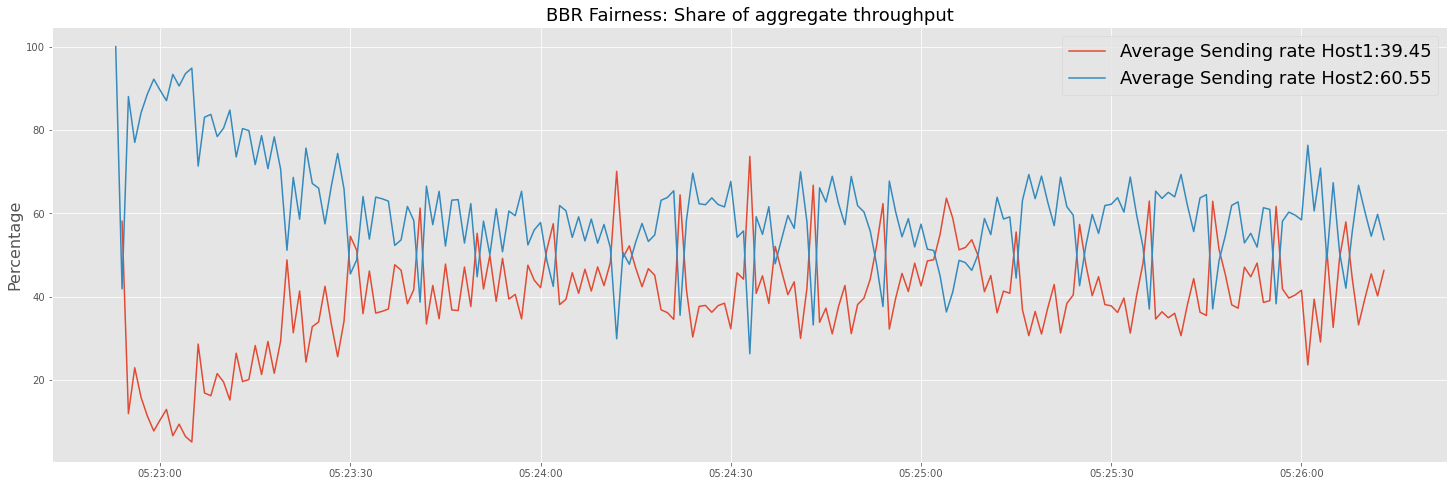 BBR Fairness: Share of aggregate throughput
Average Sending rate Host1:39.45
Average Sending rate Host2:60.55
Percentage
100
80
60
40
20
05:23:00 05:23:30 05:24:00 05:24:30 05:25:00 05:25:30 05:26:00